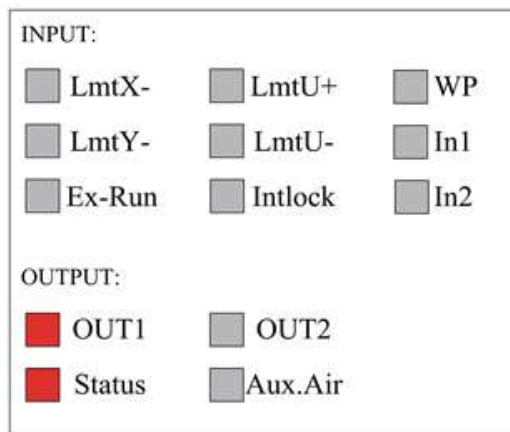 INPUT:
LmtX- LmtU+ WP
LmtY- LmtU- In1
Ex-Run Intlock In2
OUTPUT:
OUT1 OUT2
Status Aux.Air